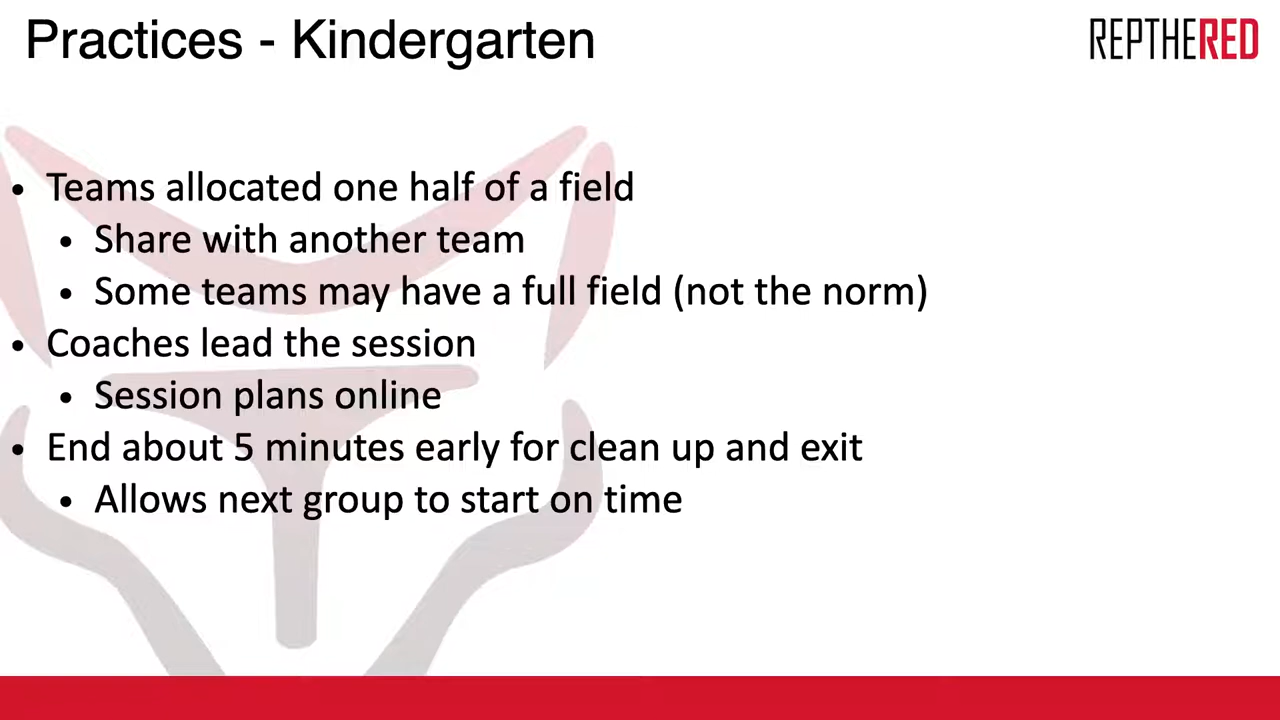 Practices - Kindergarten
REPTHERED
• Teams allocated one half of a field
• Share with another team
• Some teams may have a full field (not the norm)
• Coaches lead the session
• Session plans online
• End about 5 minutes early for clean up and exit
• Allows next group to start on time